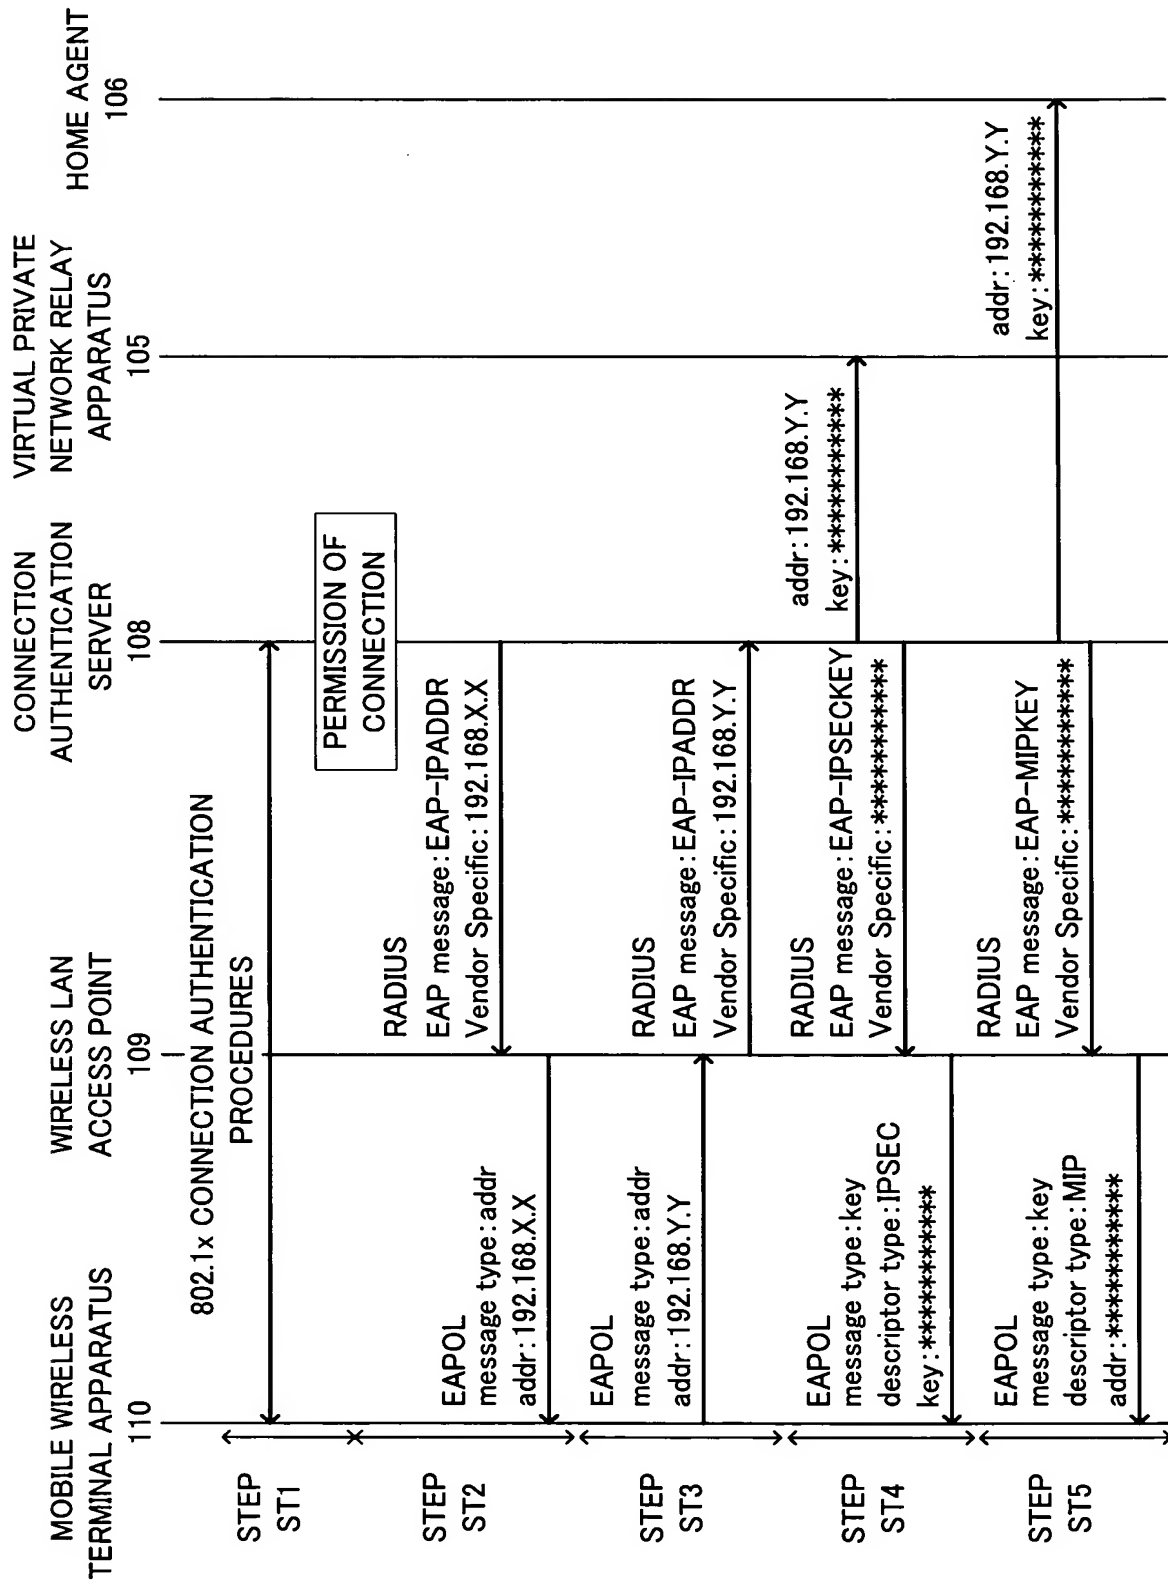 MOBILE WIRELESS
TERMINAL APPARATUS
110
WIRELESS LAN
ACCESS POINT
109
CONNECTION
AUTHENTICATION
SERVER
108
VIRTUAL PRIVATE
NETWORK RELAY
APPARATUS
105
HOME AGENT
106
STEP
ST1
802.1x CONNECTION AUTHENTICATION
PROCEDURES
PERMISSION OF
CONNECTION
STEP
ST2
RADIUS
EAP message:EAP-IPADDR
Vendor Specific:192.168.X.X
EAPOL
message type:addr
addr:192.168.X.X
STEP
ST3
EAPOL
message type:addr
addr:192.168.Y.Y
RADIUS
EAP message:EAP-IPADDR
Vendor Specific:192.168.Y.Y
STEP
ST4
addr:192.168.Y.Y
key:***********
RADIUS
EAP message:EAP-IPSECKEY
Vendor Specific:***********
EAPOL
message type:key
descriptor type:IPSEC
key:***********
STEP
ST5
addr:192.168.Y.Y
key:***********
RADIUS
EAP message:EAP-MIPKEY
Vendor Specific:***********
EAPOL
message type:key
descriptor type:MIP
addr:***********